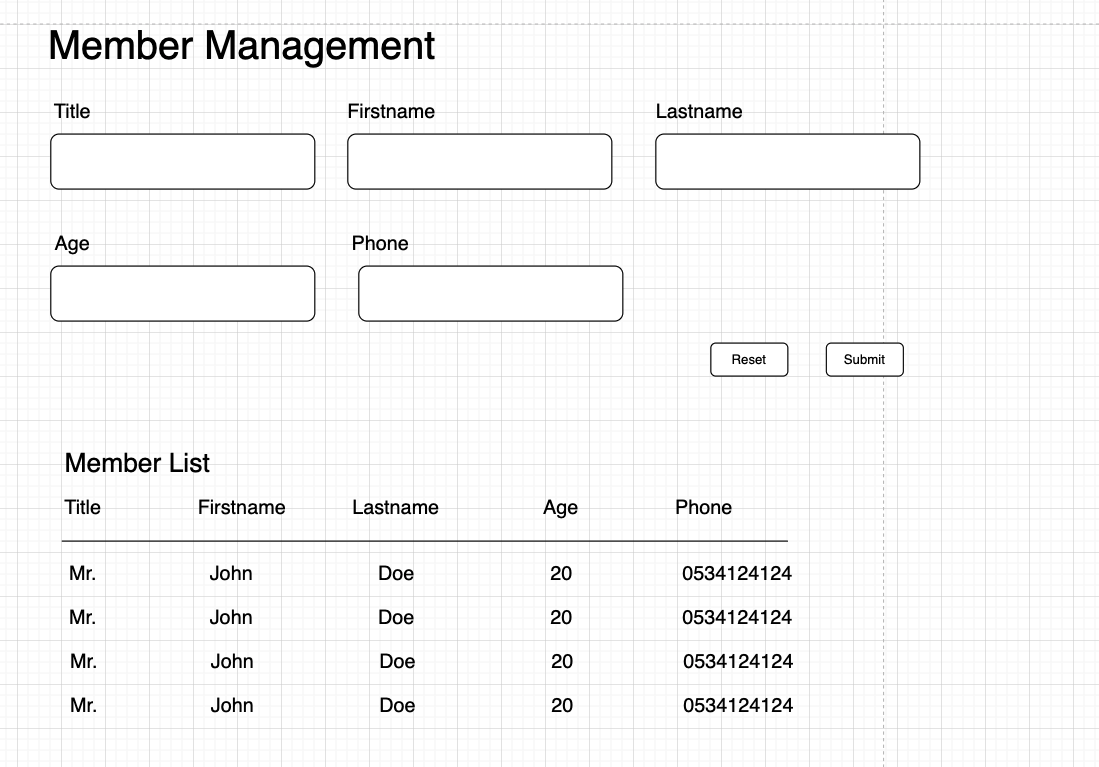 Member Management
Title Firstname Lastname
Age Phone
Reset Submit
Member List
Title Firstname Lastname Age Phone
Mr. John Doe 20 0534124124
Mr. John Doe 20 0534124124
Mr. John Doe 20 0534124124
Mr. John Doe 20 0534124124